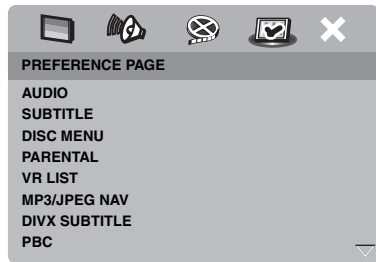 PREFERENCE PAGE
AUDIO
SUBTITLE
DISC MENU
PARENTAL
VR LIST
MP3/JPEG NAV
DIVX SUBTITLE
PBC